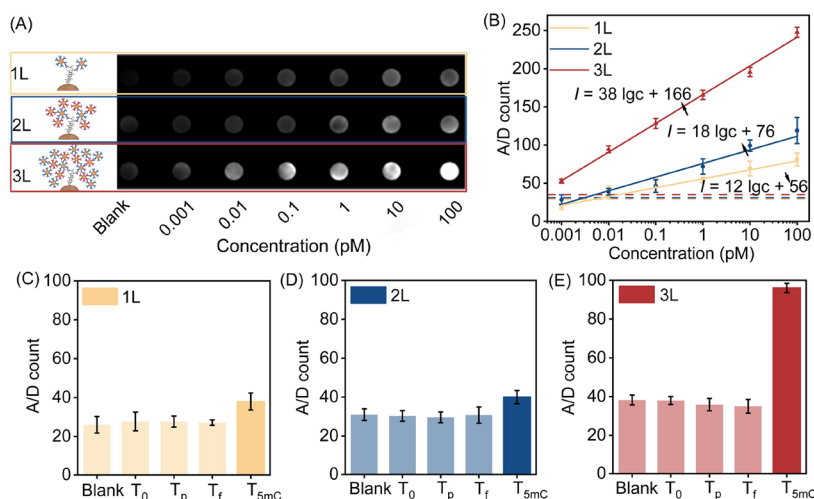 (A)
1L
2L
3L
Blank
0.001
0.01
0.1
1
10
100
Concentration (pM)
(B)
1L
2L
3L
A/D count
250
200
150
100
50
0
I = 38 lgc + 166
I = 18 lgc + 76
I = 12 lgc + 56
0.001 0.01 0.1 1 10 100
Concentration (pM)
(C)
1L
A/D count
100
80
60
40
20
0
Blank T0 Tp Tf T5mC
(D)
2L
A/D count
100
80
60
40
20
0
Blank T0 Tp Tf T5mC
(E)
3L
A/D count
100
80
60
40
20
0
Blank T0 Tp Tf T5mC